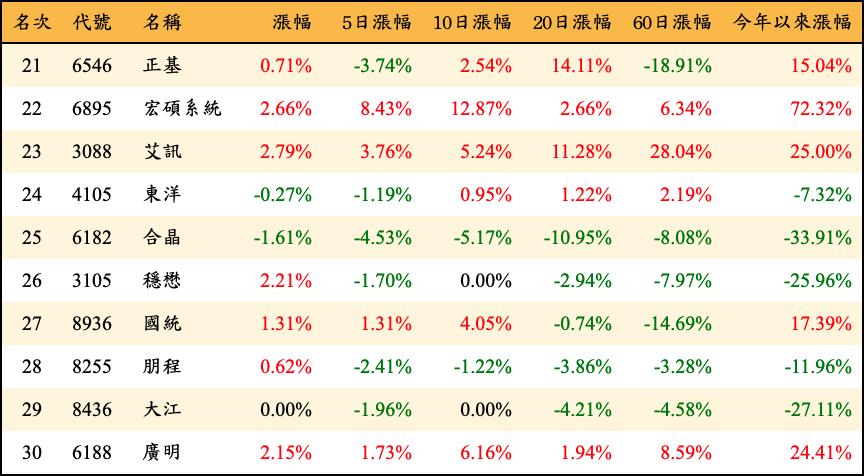 名次 代號 名稱 漲幅 5日漲幅 10日漲幅 20日漲幅 60日漲幅 今年以來漲幅
21 6546 正基 0.71% -3.74% 2.54% 14.11% -18.91% 15.04%
22 6895 宏碩系統 2.66% 8.43% 12.87% 2.66% 6.34% 72.32%
23 3088 艾訊 2.79% 3.76% 5.24% 11.28% 28.04% 25.00%
24 4105 東洋 -0.27% -1.19% 0.95% 1.22% 2.19% -7.32%
25 6182 合晶 -1.61% -4.53% -5.17% -10.95% -8.08% -33.91%
26 3105 穩懋 2.21% -1.70% 0.00% -2.94% -7.97% -25.96%
27 8936 國統 1.31% 1.31% 4.05% -0.74% -14.69% 17.39%
28 8255 朋程 0.62% -2.41% -1.22% -3.86% -3.28% -11.96%
29 8436 大江 0.00% -1.96% 0.00% -4.21% -4.58% -27.11%
30 6188 廣明 2.15% 1.73% 6.16% 1.94% 8.59% 24.41%